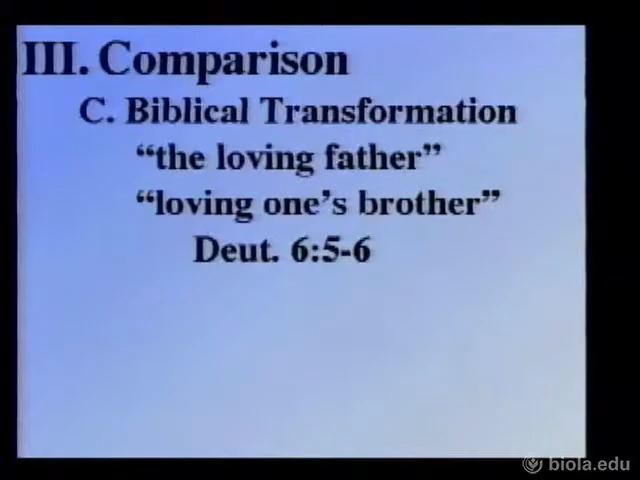 III. Comparison
C. Biblical Transformation
“the loving father”
“loving one’s brother”
Deut. 6:5-6
biola.edu